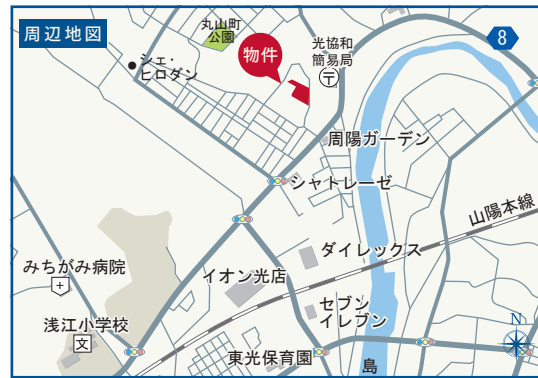 周辺地図
丸山町
公園
物件
光協和
簡易局
〒
8
シェ・
ヒロダン
周陽ガーデン
シャトレーゼ
山陽本線
ダイレックス
みちがみ病院
イオン光店
セブン
イレブン
浅江小学校
文
東光保育園
島
N